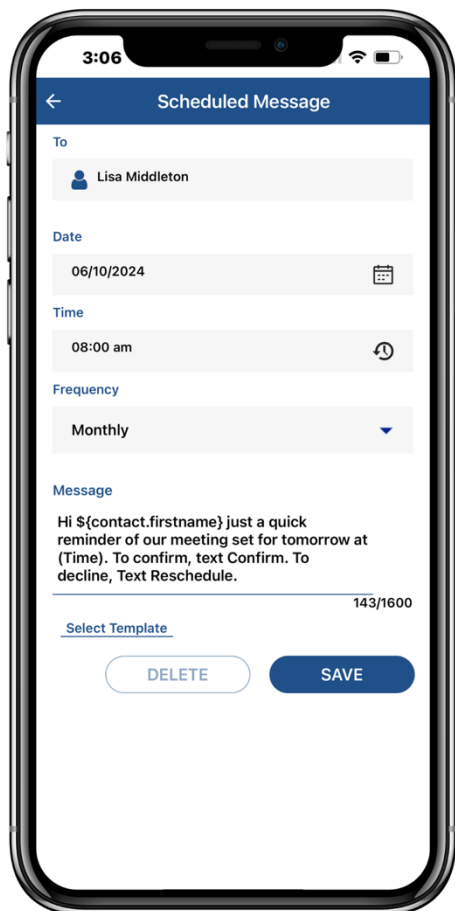 3:06
Scheduled Message
To
Lisa Middleton
Date
06/10/2024
Time
08:00 am
Frequency
Monthly
Message
Hi ${contact.firstname} just a quick
reminder of our meeting set for tomorrow at
(Time). To confirm, text Confirm. To
decline, Text Reschedule.
143/1600
Select Template
DELETE
SAVE